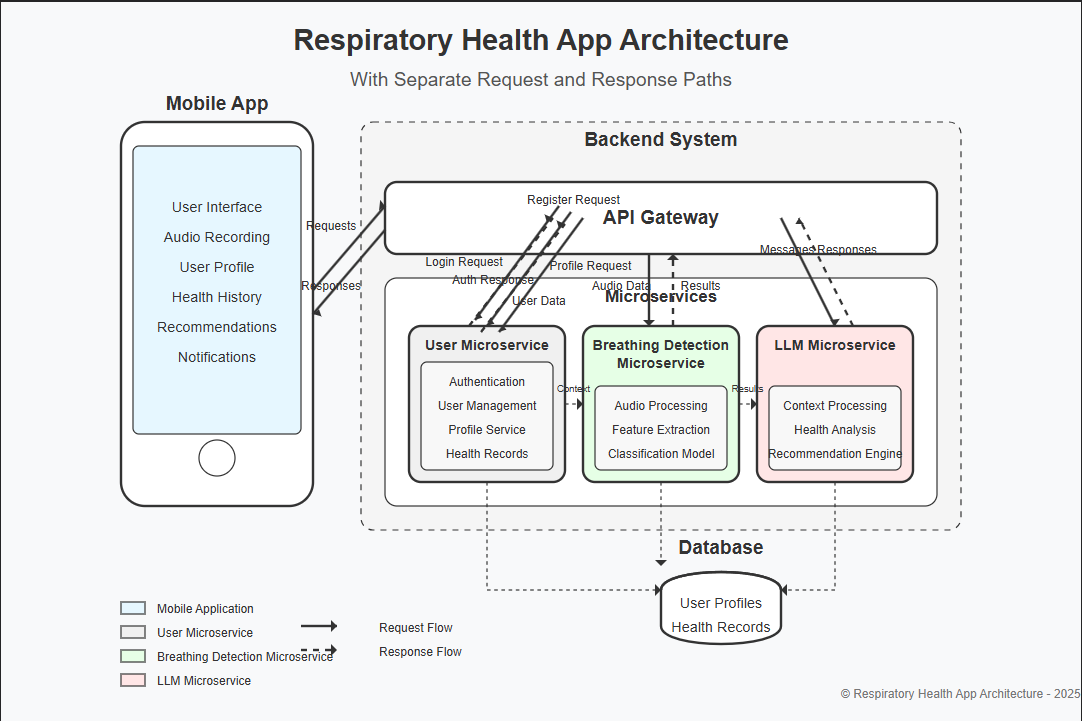 Respiratory Health App Architecture
With Separate Request and Response Paths
Mobile App
User Interface
Audio Recording
User Profile
Health History
Recommendations
Notifications
Requests
Responses
Backend System
Register Request
API Gateway
Login Request
Auth Response
Profile Request
User Data
Audio Data
Results
Messages
Responses
Microservices
User Microservice
Authentication
User Management
Profile Service
Health Records
Context
Breathing Detection
Microservice
Audio Processing
Feature Extraction
Classification Model
Results
LLM Microservice
Context Processing
Health Analysis
Recommendation Engine
Database
User Profiles
Health Records
Mobile Application
User Microservice
Breathing Detection Microservice
LLM Microservice
Request Flow
Response Flow
© Respiratory Health App Architecture - 2025